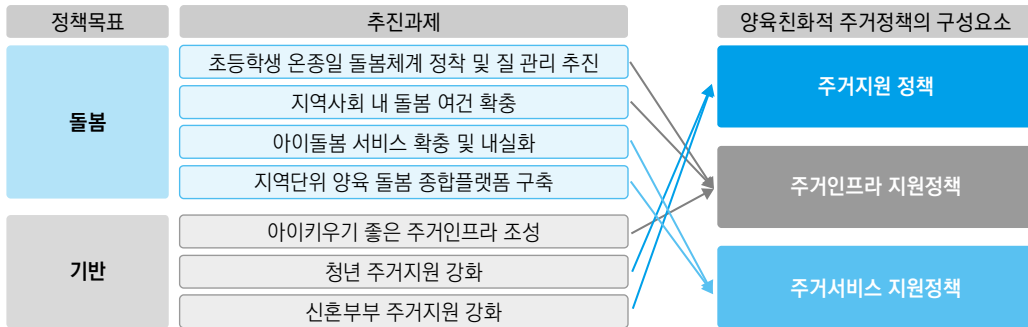 정책목표
추진과제
양육친화적 주거정책의 구성요소
돌봄
초등학생 온종일 돌봄체계 정착 및 질 관리 추진
지역사회 내 돌봄 여건 확충
아이돌봄 서비스 확충 및 내실화
지역단위 양육 돌봄 종합플랫폼 구축
기반
아이키우기 좋은 주거인프라 조성
청년 주거지원 강화
신혼부부 주거지원 강화
주거지원 정책
주거인프라 지원정책
주거서비스 지원정책